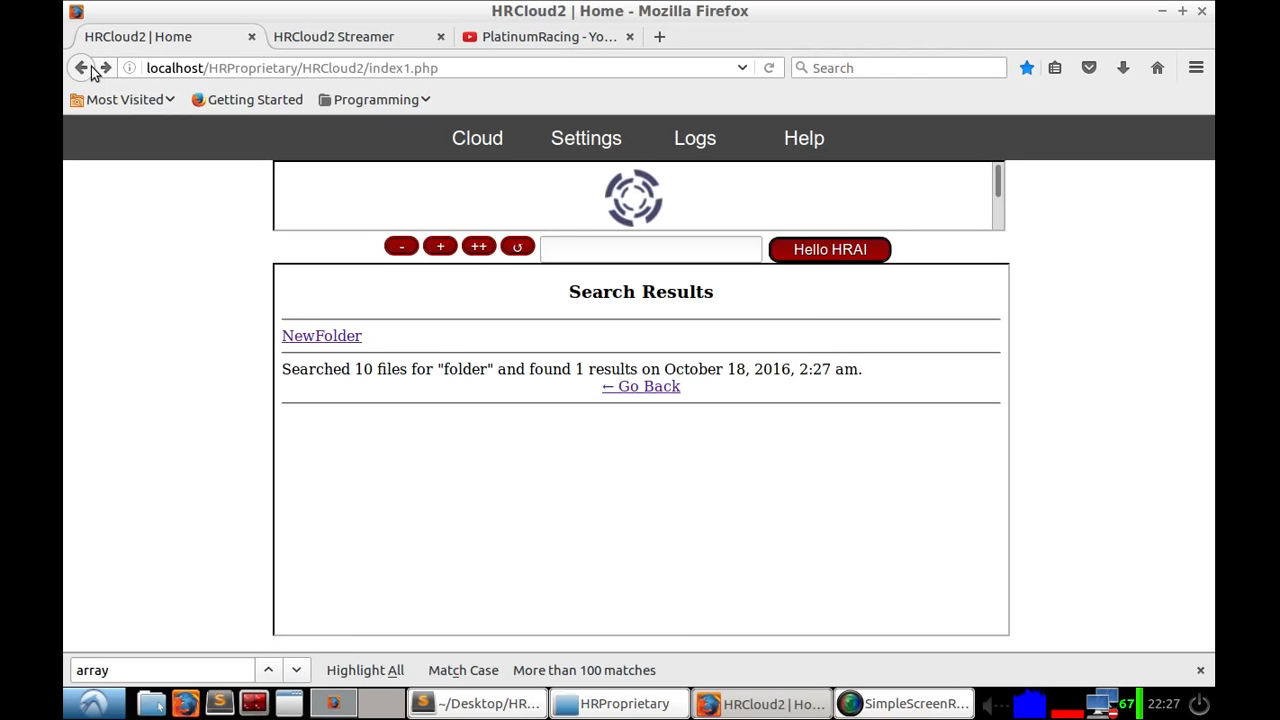 HRCloud2 | Home - Mozilla Firefox
HRCloud2 | Home
HRCloud2 Streamer
PlatinumRacing - Yo...
localhost/HRProprietary/HRCloud2/index1.php
Search
Most Visited
Getting Started
Programming
Cloud Settings Logs Help
- + ++ ↺ Hello HRAI
Search Results
NewFolder
Searched 10 files for "folder" and found 1 results on October 18, 2016, 2:27 am.
← Go Back
array
Highlight All
Match Case
More than 100 matches
~/Desktop/HR...
HRProprietary
HRCloud2 | Ho...
SimpleScreenR...
67
22:27